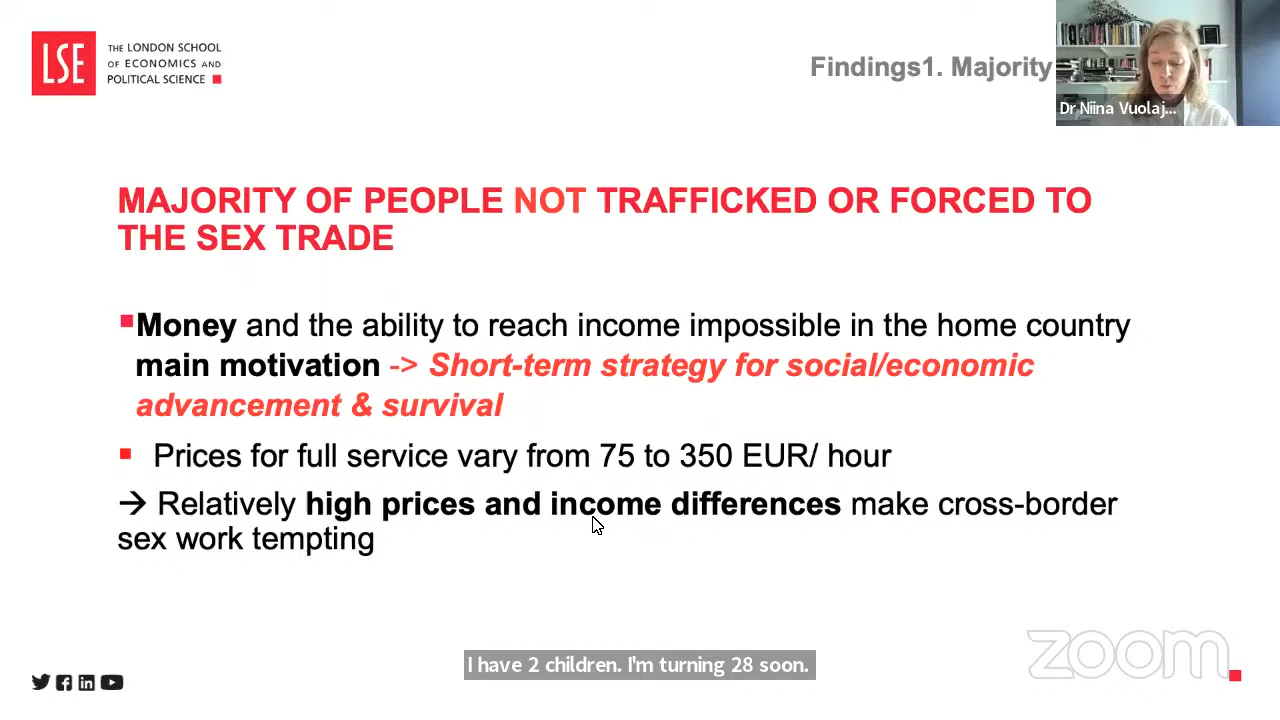 LSE
THE LONDON SCHOOL
OF ECONOMICS AND
POLITICAL SCIENCE
Findings1. Majority
Dr Niina Vuolaj...
MAJORITY OF PEOPLE NOT TRAFFICKED OR FORCED TO
THE SEX TRADE
Money and the ability to reach income impossible in the home country
main motivation -> Short-term strategy for social/economic
advancement & survival
Prices for full service vary from 75 to 350 EUR/ hour
→ Relatively high prices and income differences make cross-border
sex work tempting
I have 2 children. I'm turning 28 soon.
zoom